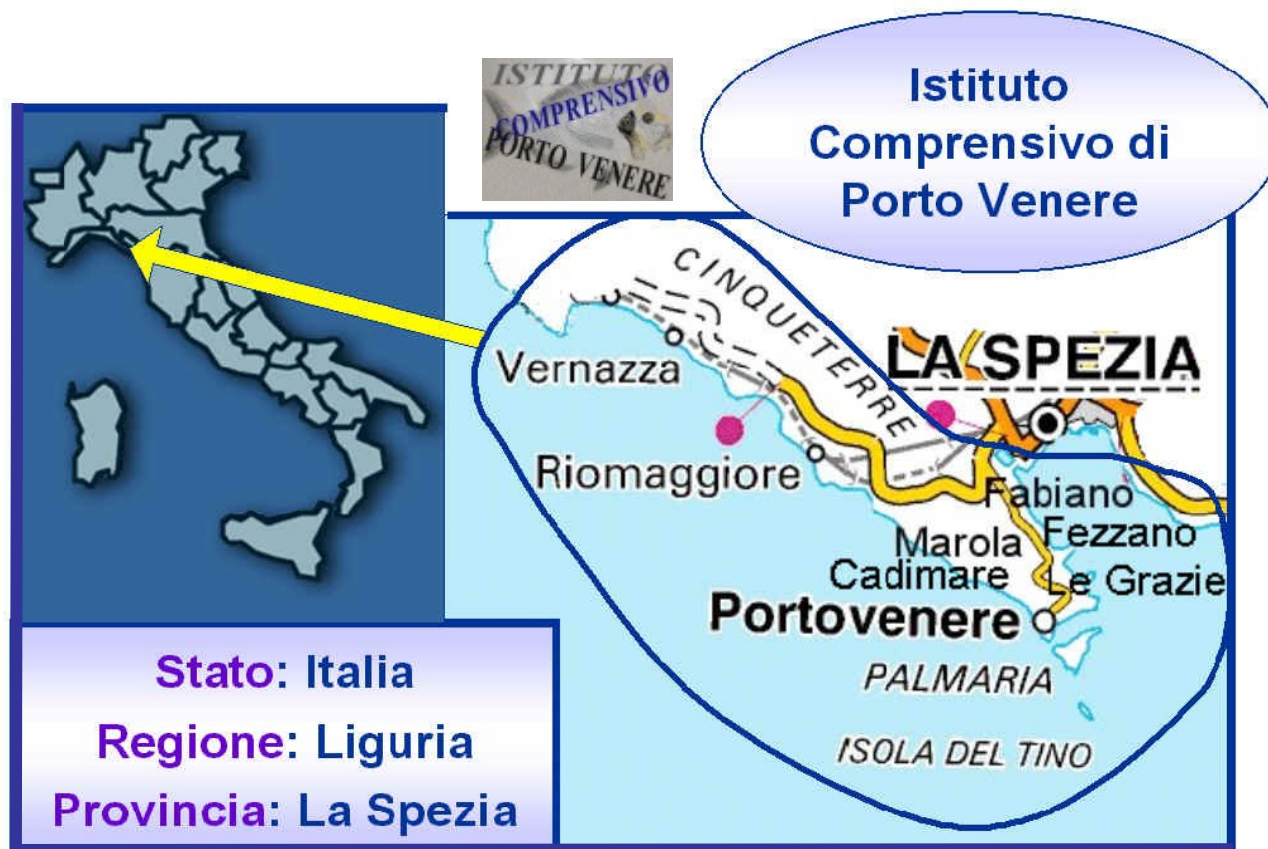 ISTITUTO
COMPRENSIVO
PORTO VENERE
Istituto
Comprensivo di
Porto Venere
CINQUETERRE
LA SPEZIA
Vernazza
Riomaggiore
Fabiano
Fezzano
Marola
Cadimare
Le Grazie
Portovenere
PALMARIA
ISOLA DEL TINO
Stato: Italia
Regione: Liguria
Provincia: La Spezia